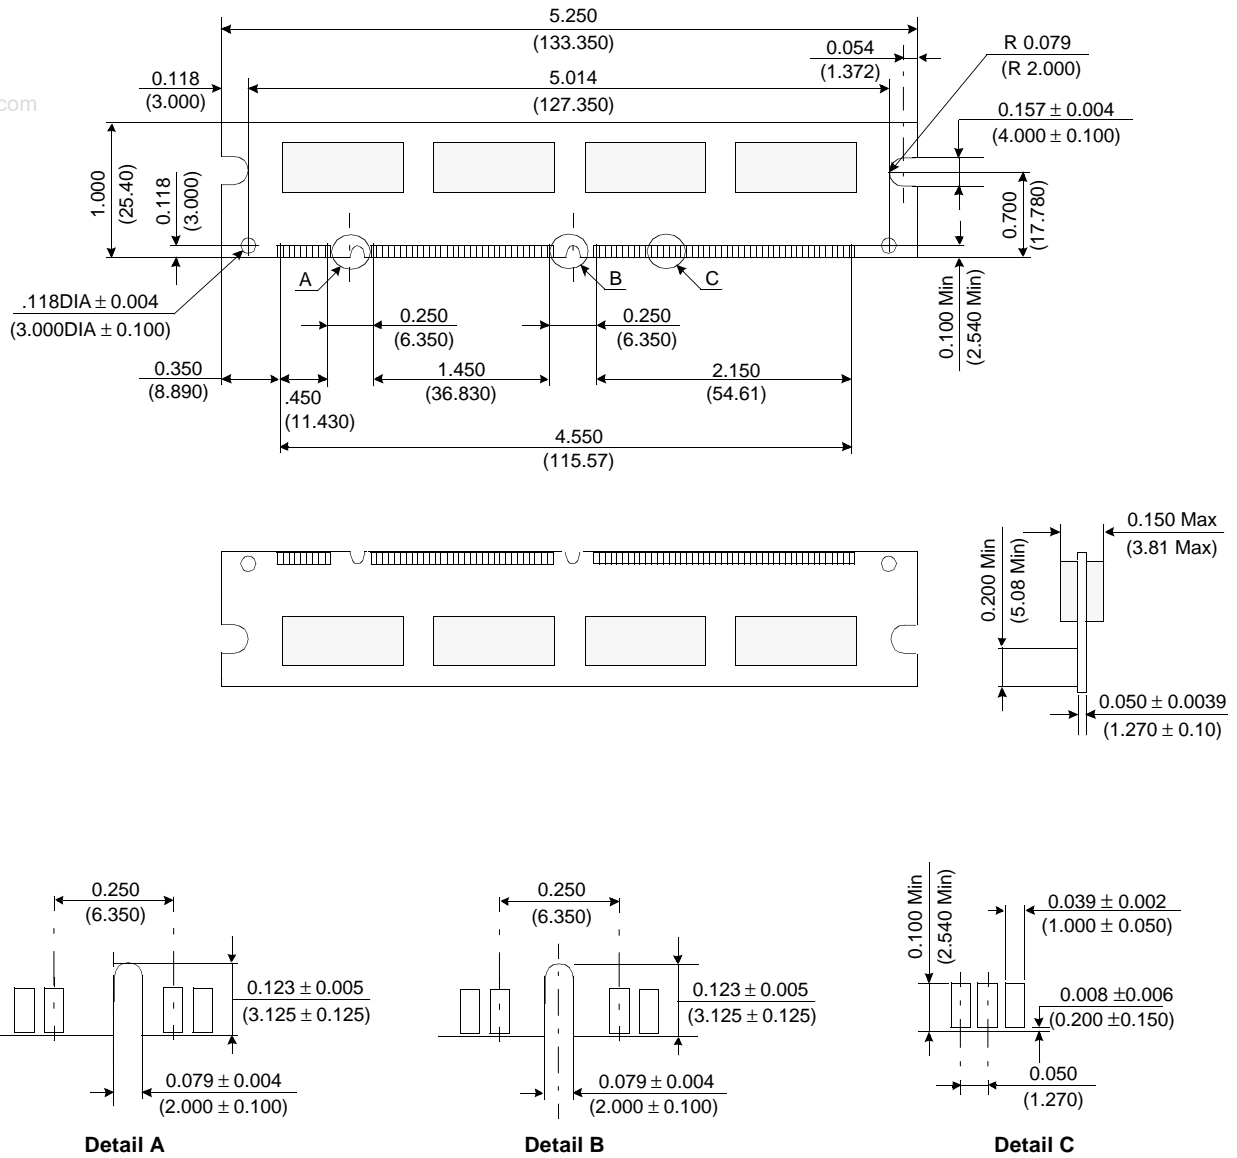 5.250
(133.350)
0.054
(1.372)
R 0.079
(R 2.000)
0.118
(3.000)
5.014
(127.350)
com
0.157 ± 0.004
(4.000 ± 0.100)
1.000
(25.40)
0.118
(3.000)
0.700
(17.780)
A
B
C
.118DIA ± 0.004
(3.000DIA ± 0.100)
0.250
(6.350)
0.250
(6.350)
0.100 Min
(2.540 Min)
0.350
(8.890)
.450
(11.430)
1.450
(36.830)
2.150
(54.61)
4.550
(115.57)
0.150 Max
(3.81 Max)
0.200 Min
(5.08 Min)
0.050 ± 0.0039
(1.270 ± 0.10)
0.250
(6.350)
0.123 ± 0.005
(3.125 ± 0.125)
0.079 ± 0.004
(2.000 ± 0.100)
Detail A
0.250
(6.350)
0.123 ± 0.005
(3.125 ± 0.125)
0.079 ± 0.004
(2.000 ± 0.100)
Detail B
0.100 Min
(2.540 Min)
0.039 ± 0.002
(1.000 ± 0.050)
0.008 ±0.006
(0.200 ±0.150)
0.050
(1.270)
Detail C